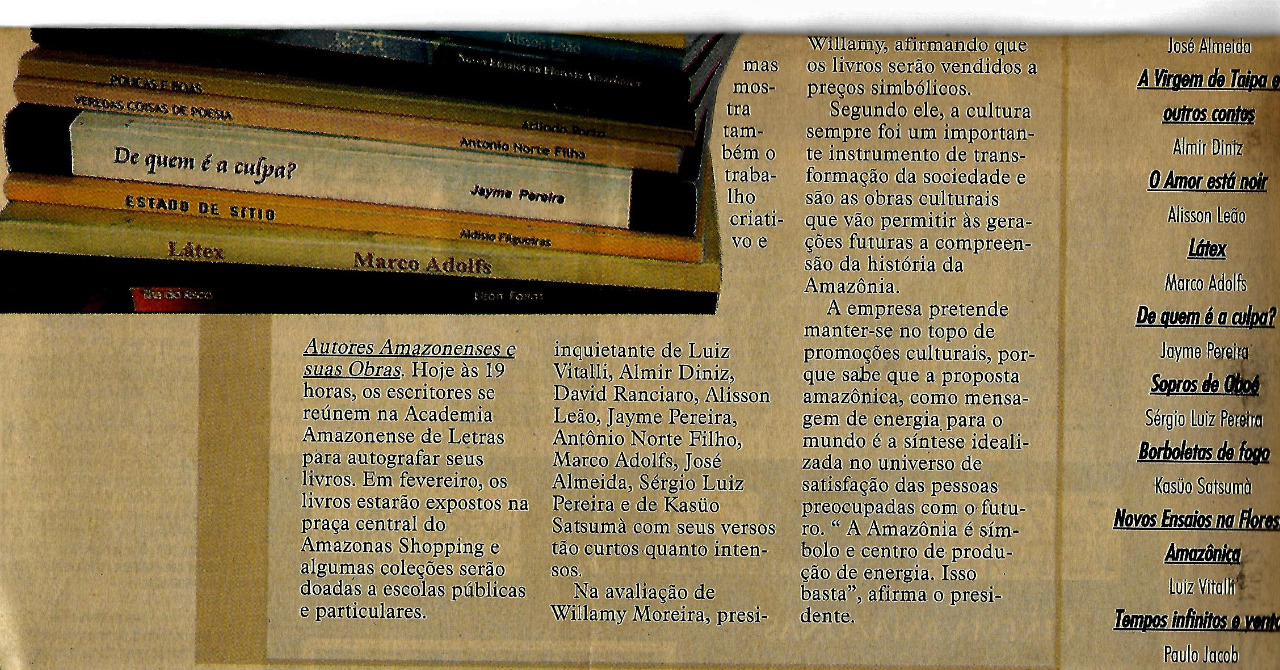 Alisson Leão
Novos Ensaios na Floresta Amazônica
POUCAS E BOAS
VEREDAS COISAS DE POESIA
Antonio Norte Filho
De quem é a culpa?
Jayme Pereira
ESTADO DE SÍTIO
Aldisio Filgueiras
Látex
Marco Adolfs
Elson Farias
mas
mos-
tra
tam-
bém o
traba-
lho
criati-
vo e
Autores Amazonenses e
suas Obras. Hoje às 19
horas, os escritores se
reúnem na Academia
Amazonense de Letras
para autografar seus
livros. Em fevereiro, os
livros estarão expostos na
praça central do
Amazonas Shopping e
algumas coleções serão
doadas a escolas públicas
e particulares.
inquietante de Luiz
Vitalli, Almir Diniz,
David Ranciaro, Alisson
Leão, Jayme Pereira,
Antônio Norte Filho,
Marco Adolfs, José
Almeida, Sérgio Luiz
Pereira e de Kasüo
Satsumà com seus versos
tão curtos quanto inten-
sos.
Na avaliação de
Willamy Moreira, presi-
Willamy, afirmando que
os livros serão vendidos a
preços simbólicos.
Segundo ele, a cultura
sempre foi um importan-
te instrumento de trans-
formação da sociedade e
são as obras culturais
que vão permitir às gera-
ções futuras a compreen-
são da história da
Amazônia.
A empresa pretende
manter-se no topo de
promoções culturais, por-
que sabe que a proposta
amazônica, como mensa-
gem de energia para o
mundo é a síntese ideali-
zada no universo de
satisfação das pessoas
preocupadas com o futu-
ro. “ A Amazônia é sím-
bolo e centro de produ-
ção de energia. Isso
basta”, afirma o presi-
dente.
José Almeida
A Virgem de Taipa e
outros contos
Almir Diniz
O Amor está noir
Alisson Leão
Látex
Marco Adolfs
De quem é a culpa?
Jayme Pereira
Sopros de Oboé
Sérgio Luiz Pereira
Borboletas de fogo
Kasüo Satsumà
Novos Ensaios na Flores
Amazônica
Luiz Vitalli
Tempos infinitos e vento
Paulo Jacob